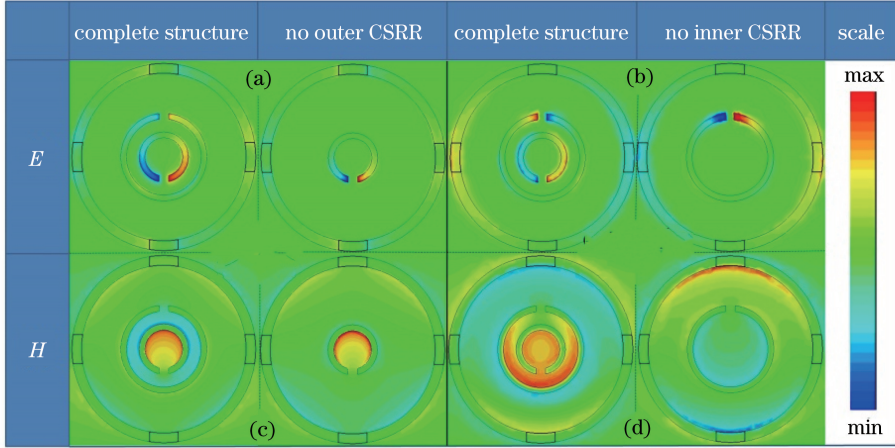 complete structure no outer CSRR complete structure no inner CSRR scale
(a) (b)
max
E
H
(c) (d)
min